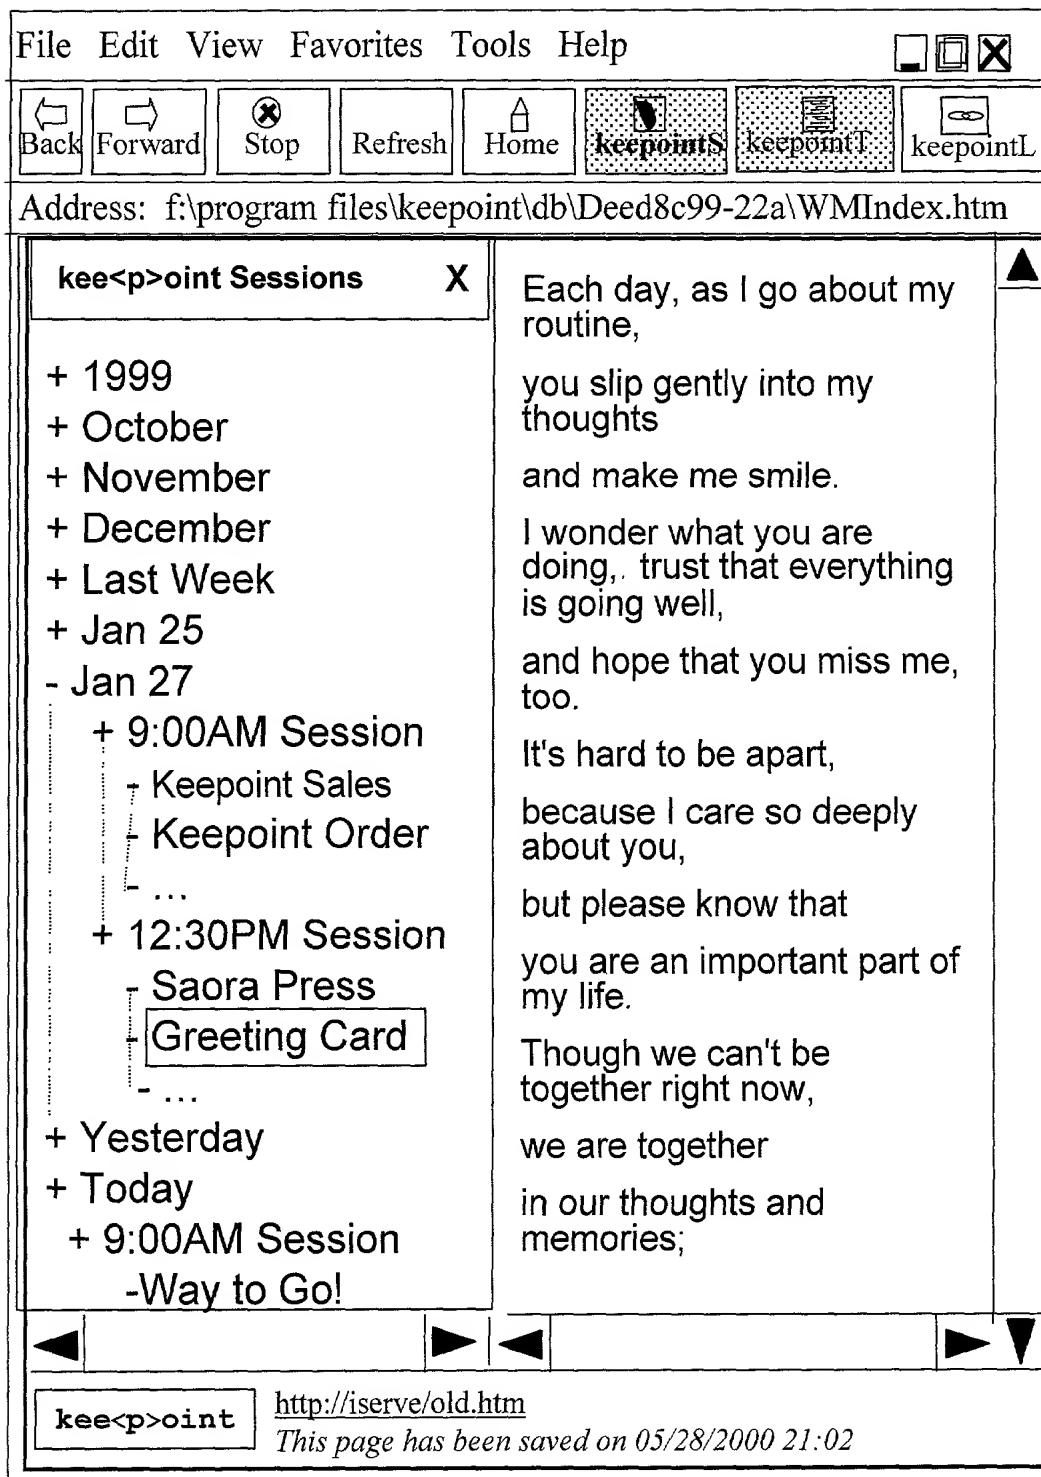 File Edit View Favorites Tools Help
Back Forward Stop Refresh Home keepointS keepointT keepointL
Address: f:\program files\keepoint\db\Deed8c99-22a\WMIndex.htm
kee<p>oint Sessions X
+ 1999
+ October
+ November
+ December
+ Last Week
+ Jan 25
- Jan 27
+ 9:00AM Session
- Keepoint Sales
- Keepoint Order
- ...
+ 12:30PM Session
- Saora Press
- Greeting Card
- ...
+ Yesterday
+ Today
+ 9:00AM Session
-Way to Go!
Each day, as I go about my
routine,
you slip gently into my
thoughts
and make me smile.
I wonder what you are
doing,. trust that everything
is going well,
and hope that you miss me,
too.
It's hard to be apart,
because I care so deeply
about you,
but please know that
you are an important part of
my life.
Though we can't be
together right now,
we are together
in our thoughts and
memories;
kee<p>oint
http://iserve/old.htm
This page has been saved on 05/28/2000 21:02